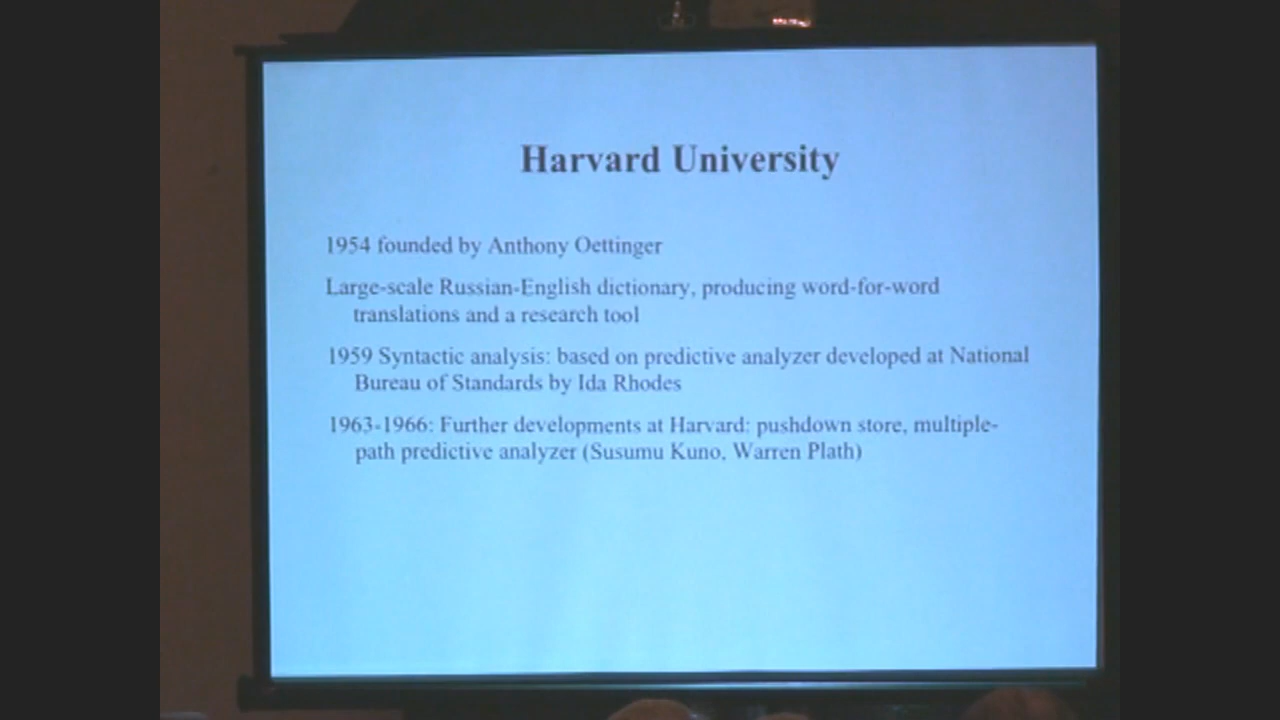 Harvard University
1954 founded by Anthony Oettinger
Large-scale Russian-English dictionary, producing word-for-word
translations and a research tool
1959 Syntactic analysis: based on predictive analyzer developed at National
Bureau of Standards by Ida Rhodes
1963-1966: Further developments at Harvard: pushdown store, multiple-
path predictive analyzer (Susumu Kuno, Warren Plath)